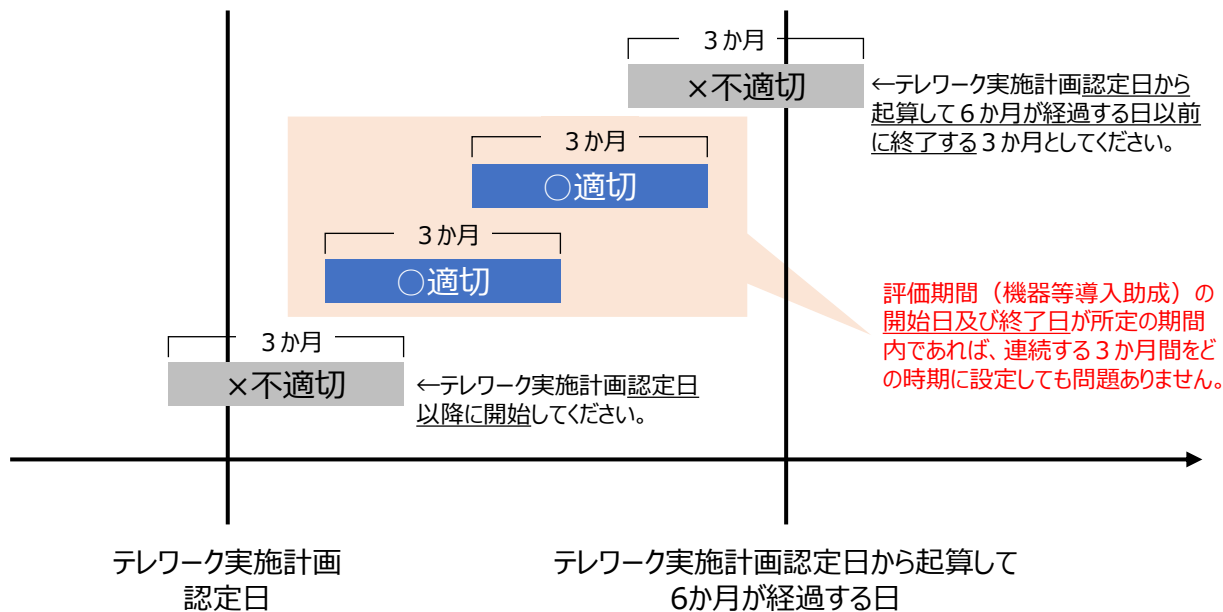 ３か月
×不適切
←テレワーク実施計画認定日から
起算して６か月が経過する日以前
に終了する３か月としてください。
３か月
○適切
３か月
○適切
評価期間（機器等導入助成）の
開始日及び終了日が所定の期間
内であれば、連続する３か月間をど
の時期に設定しても問題ありません。
３か月
×不適切
←テレワーク実施計画認定日
以降に開始してください。
テレワーク実施計画
認定日
テレワーク実施計画認定日から起算して
6か月が経過する日